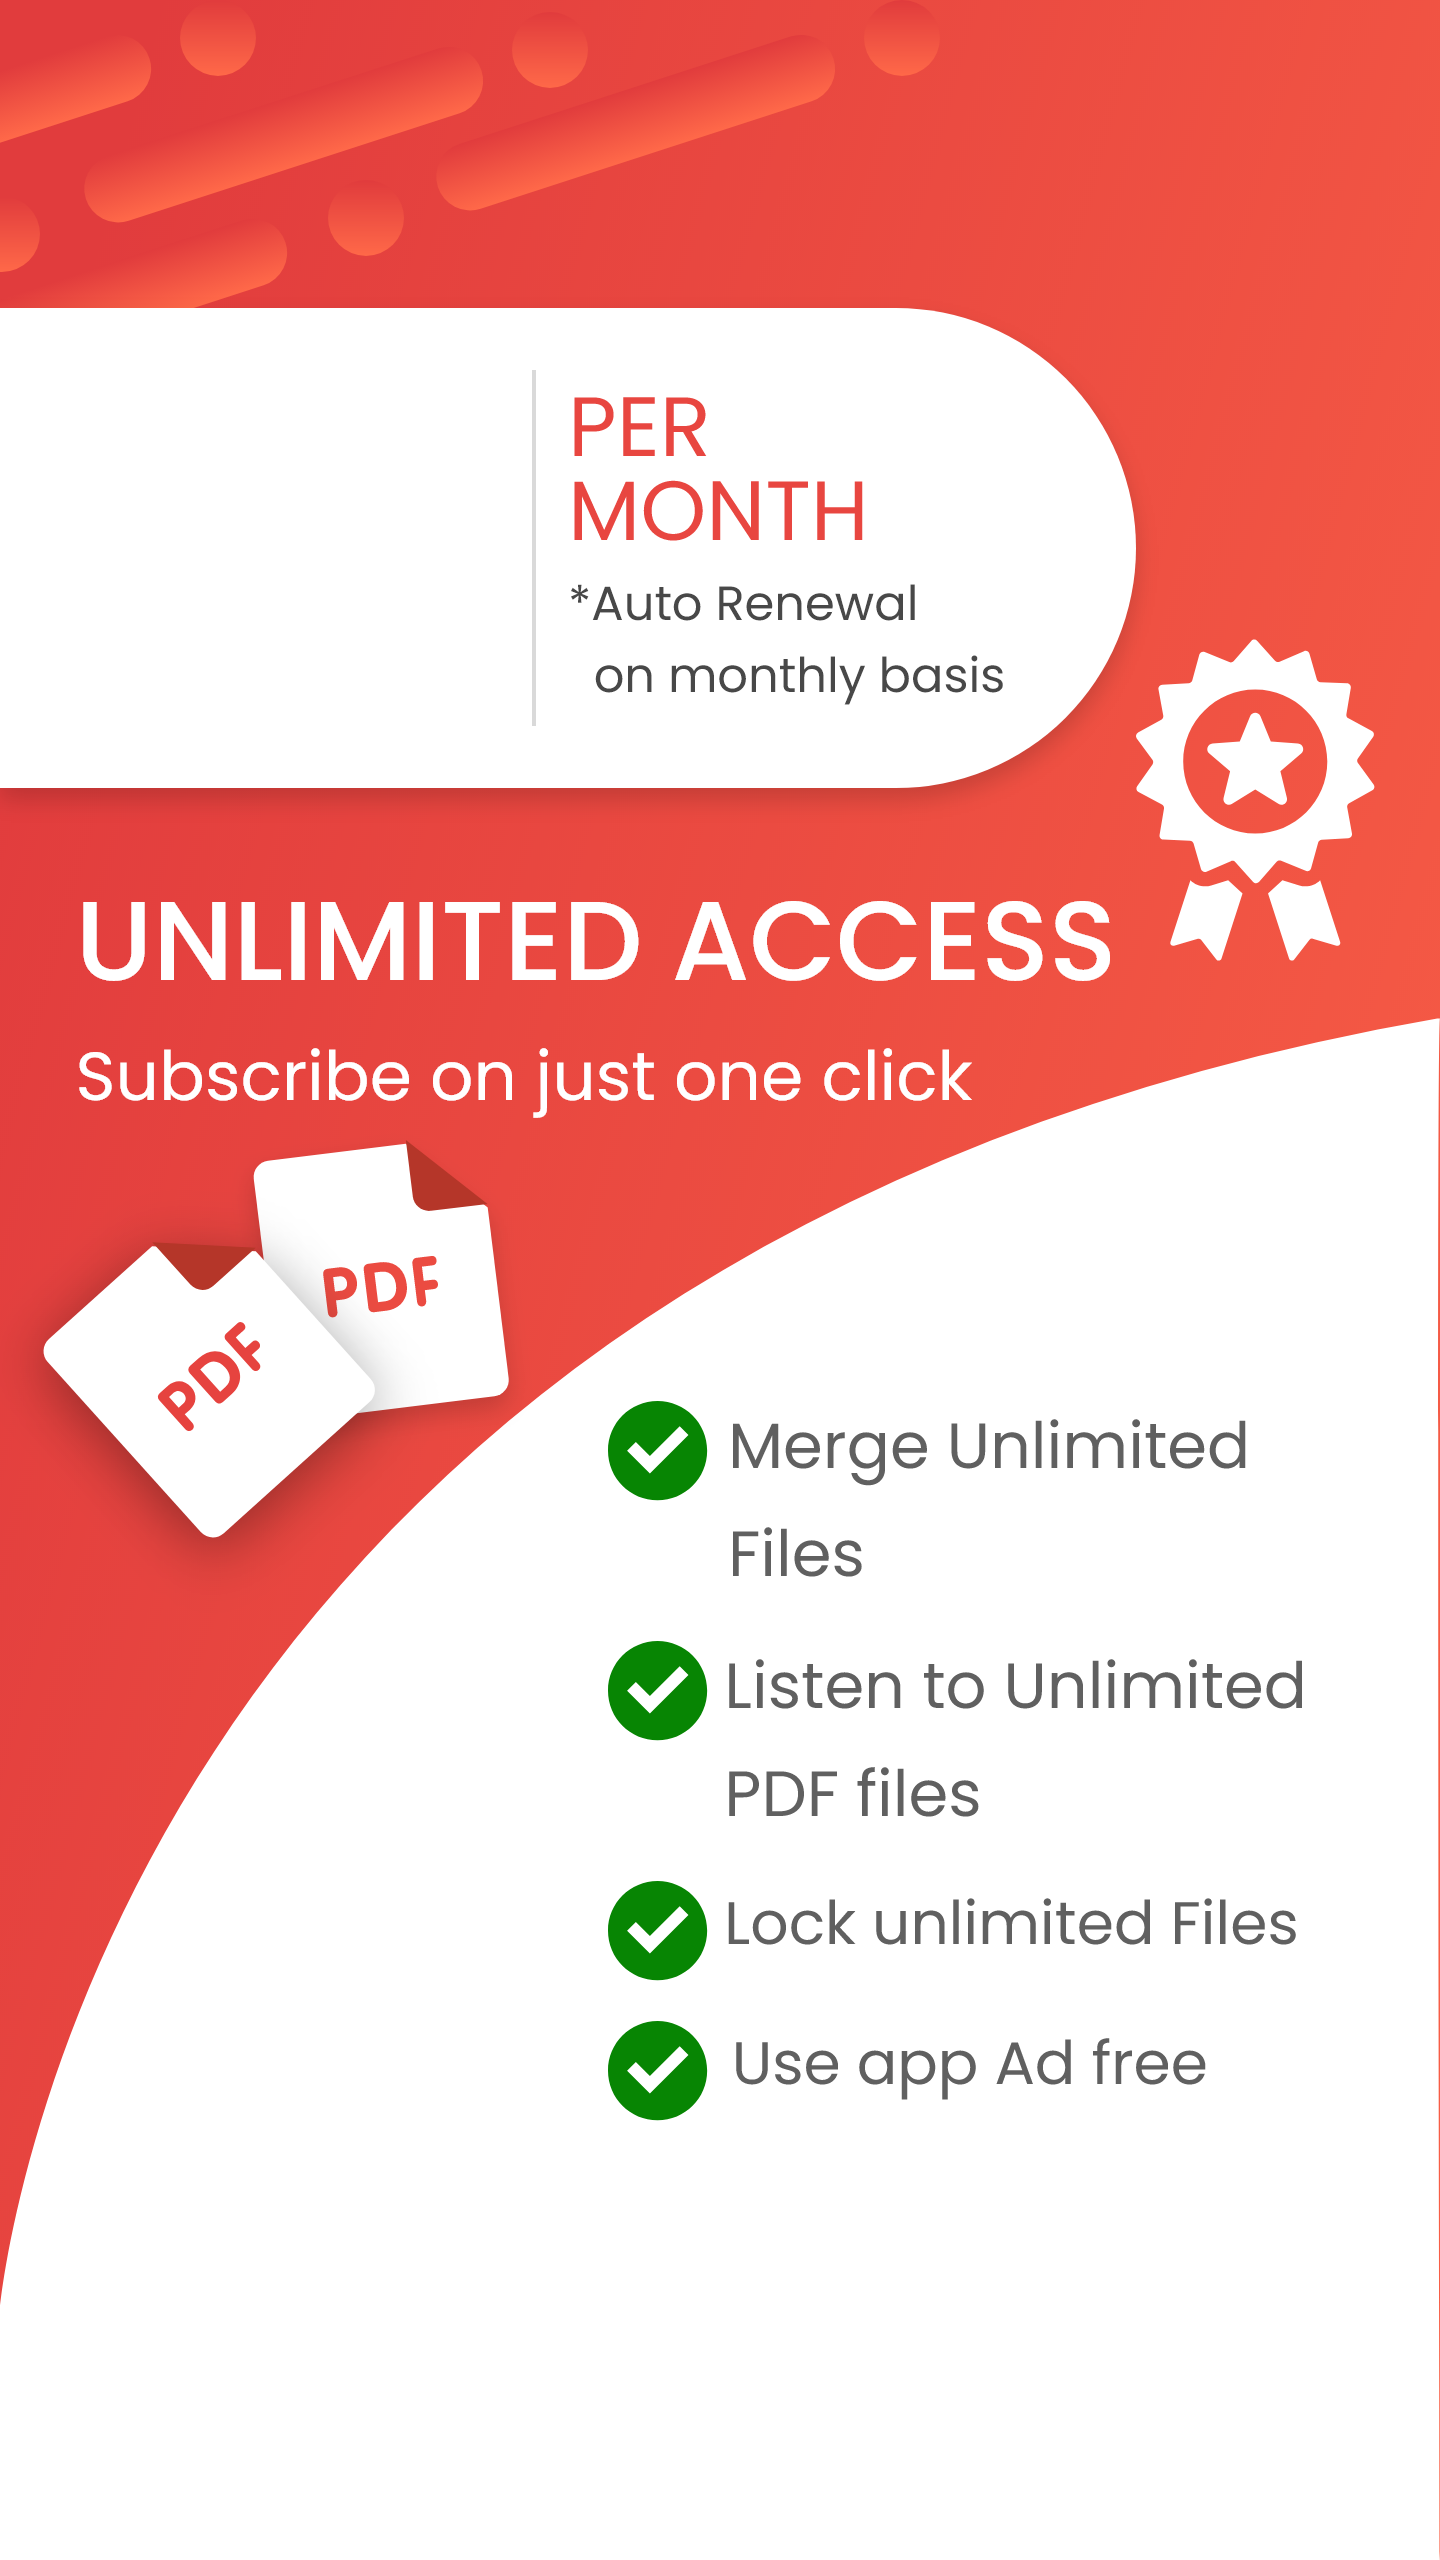 PER
MONTH
*Auto Renewal
on monthly basis
UNLIMITED ACCESS
Subscribe on just one click
PDF
PDF
Merge Unlimited
Files
Listen to Unlimited
PDF files
Lock unlimited Files
Use app Ad free